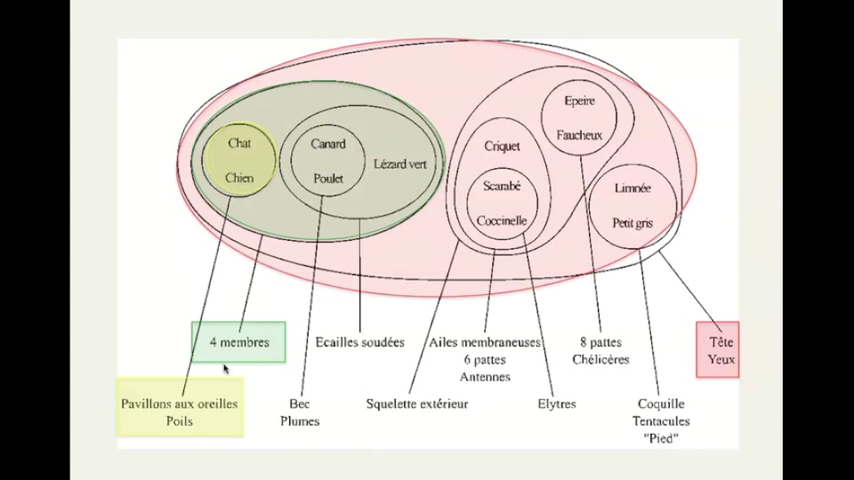 Chat
Chien
Canard
Poulet
Lézard vert
Criquet
Scarabé
Coccinelle
Epeire
Faucheux
Limnée
Petit gris
4 membres
Ecailles soudées
Ailes membraneuses
6 pattes
Antennes
8 pattes
Chélicères
Tête
Yeux
Pavillons aux oreilles
Poils
Bec
Plumes
Squelette extérieur
Elytres
Coquille
Tentacules
"Pied"